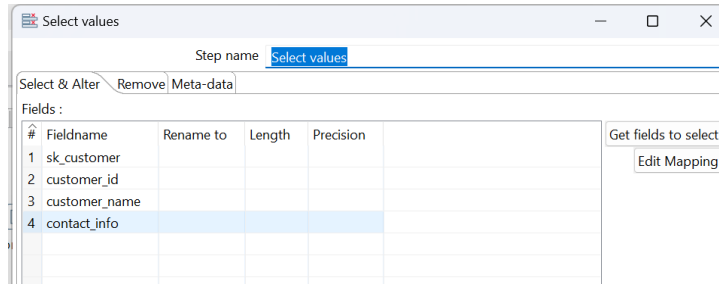 Select values
Step name Select values
Select & Alter Remove Meta-data
Fields :
# Fieldname Rename to Length Precision
Get fields to select
1 sk_customer
Edit Mapping
2 customer_id
3 customer_name
4 contact_info